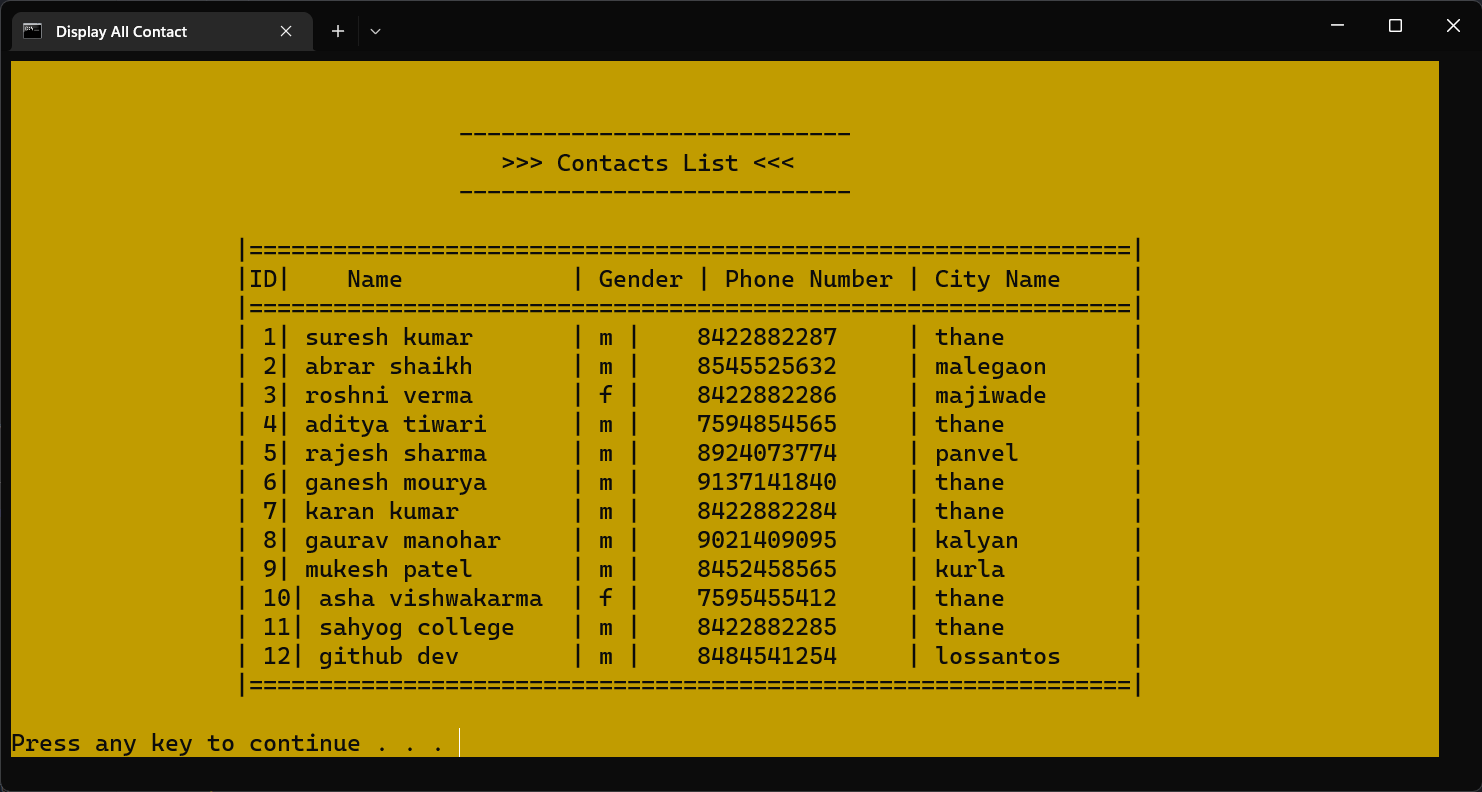 Display All Contact
----------------------------
>>> Contacts List <<<
----------------------------
|===============================================================|
|ID|    Name            | Gender | Phone Number | City Name     |
|===============================================================|
| 1| suresh kumar       | m |    8422882287     | thane         |
| 2| abrar shaikh       | m |    8545525632     | malegaon      |
| 3| roshni verma       | f |    8422882286     | majiwade      |
| 4| aditya tiwari      | m |    7594854565     | thane         |
| 5| rajesh sharma      | m |    8924073774     | panvel        |
| 6| ganesh mourya      | m |    9137141840     | thane         |
| 7| karan kumar        | m |    8422882284     | thane         |
| 8| gaurav manohar     | m |    9021409095     | kalyan        |
| 9| mukesh patel       | m |    8452458565     | kurla         |
| 10| asha vishwakarma  | f |    7595455412     | thane         |
| 11| sahyog college    | m |    8422882285     | thane         |
| 12| github dev        | m |    8484541254     | lossantos     |
|===============================================================|
Press any key to continue . . .